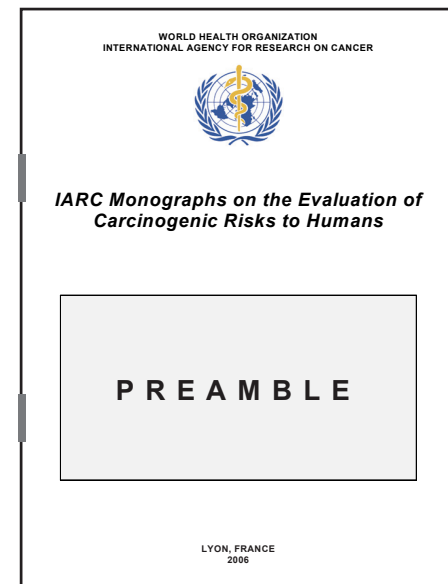 WORLD HEALTH ORGANIZATION
INTERNATIONAL AGENCY FOR RESEARCH ON CANCER
IARC Monographs on the Evaluation of
Carcinogenic Risks to Humans
PREAMBLE
LYON, FRANCE
2006